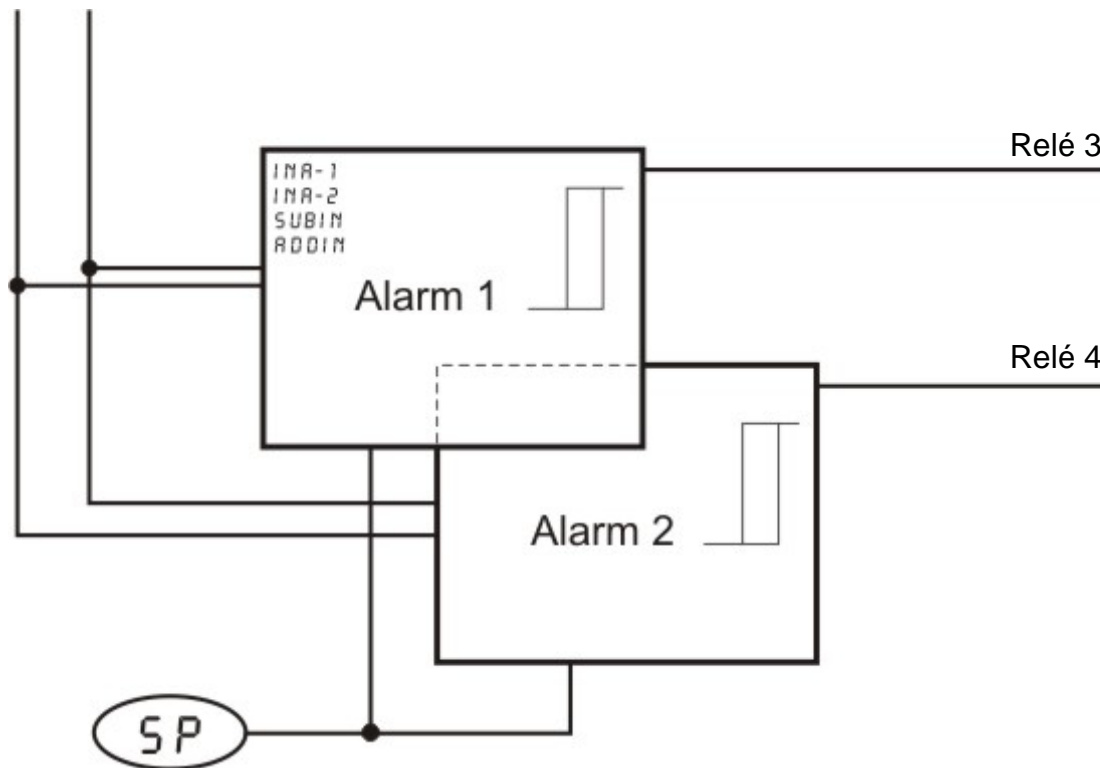 Relé 3
INA-1
INA-2
SUBIN
ADDIN
Alarm 1
Relé 4
Alarm 2
SP